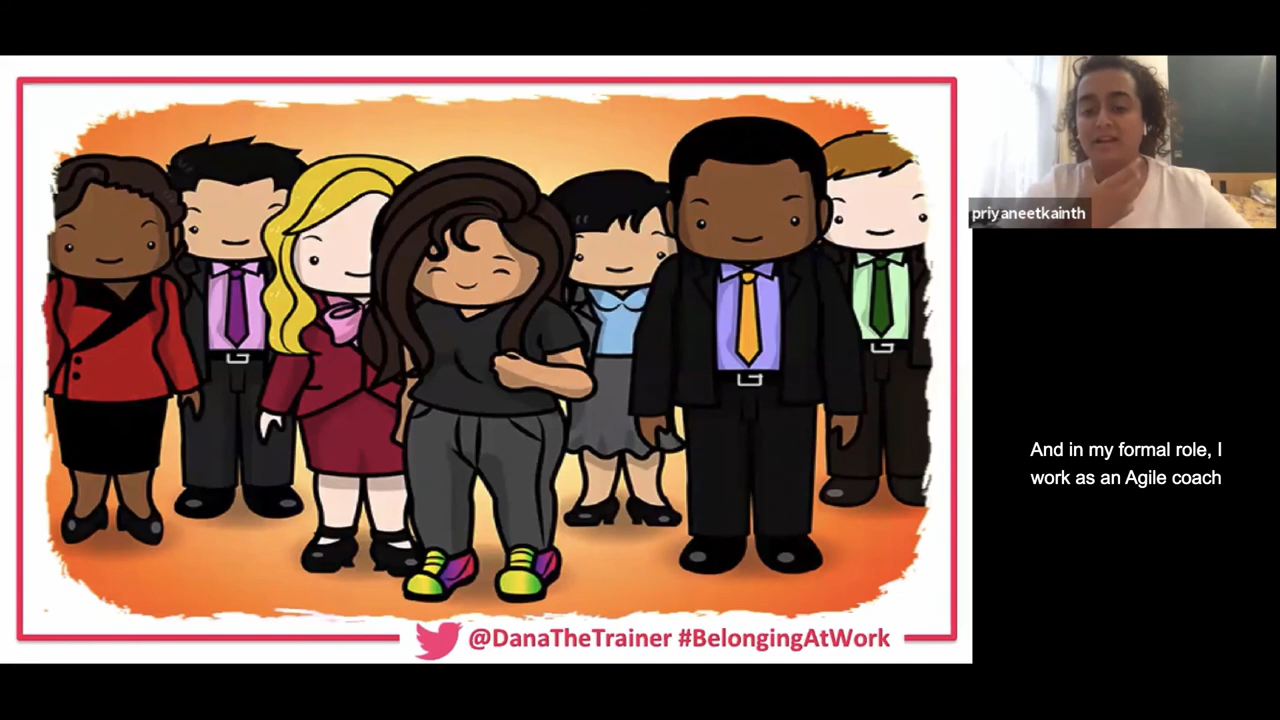 priyaneetkainth
And in my formal role, I
work as an Agile coach
@DanaTheTrainer #BelongingAtWork